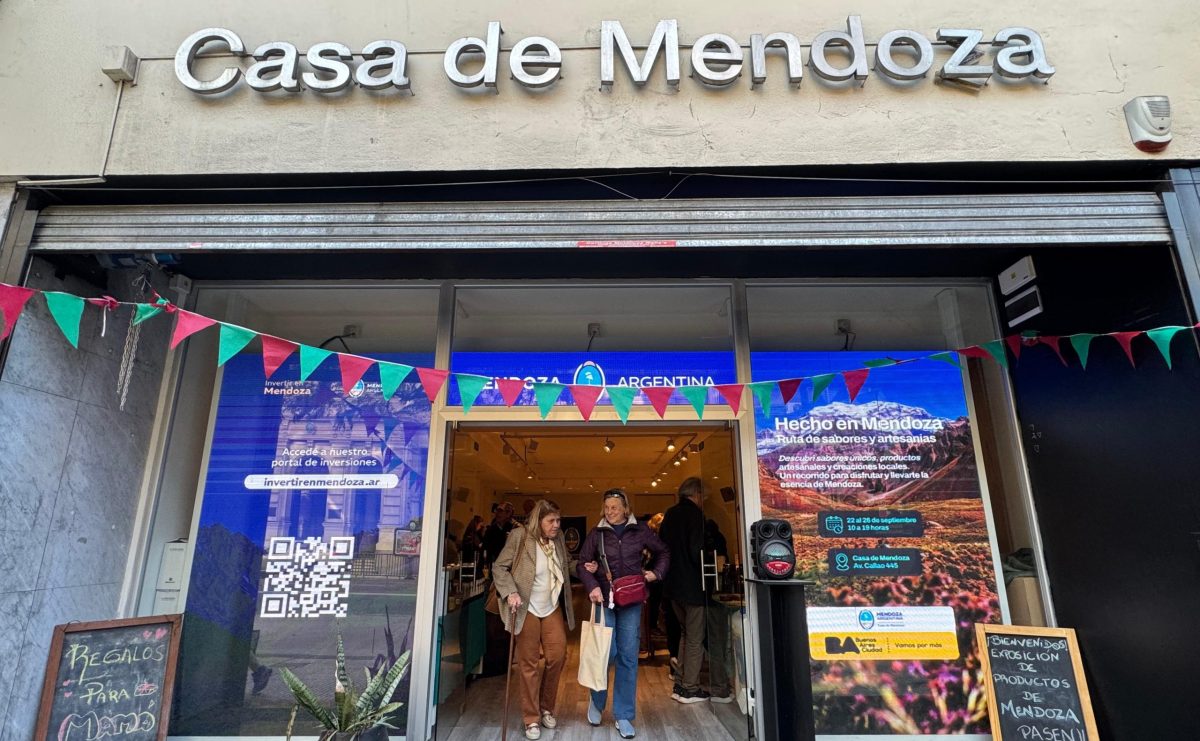 Casa de Mendoza
MENDOZA ARGENTINA
Invertir en
Mendoza
Accedé a nuestro
portal de inversiones
invertirenmendoza.ar
Hecho en Mendoza
Ruta de sabores y artesanías
Descubrí sabores únicos, productos
artesanales y creaciones locales.
Un recorrido para disfrutar y llevarte la
esencia de Mendoza.
22 al 26 de septiembre
10 a 19 horas
Casa de Mendoza
Av. Callao 445
MENDOZA
ARGENTINA
BA Buenos
Aires
Ciudad
Vamos por más
REGALOS
PARA
MAMÁ
¡BIENVENIDOS!
EXPOSICIÓN
DE
PRODUCTOS
DE
MENDOZA
PASEN!